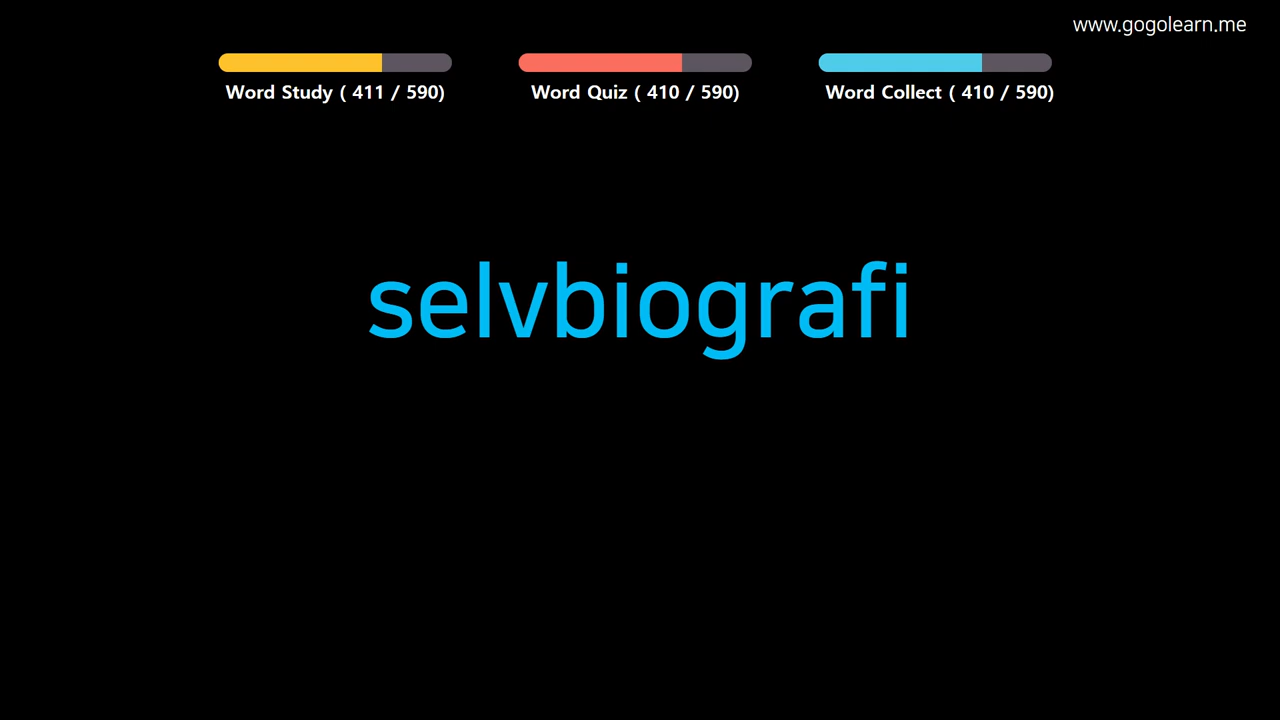 www.gogolearn.me
Word Study ( 411 / 590)
Word Quiz ( 410 / 590)
Word Collect ( 410 / 590)
selvbiografi